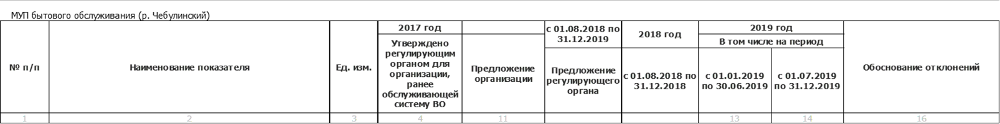 МУП бытового обслуживания (р. Чебулинский)
№ п/п
Наименование показателя
Ед. изм.
2017 год
Утверждено
регулирующим
органом для
организации,
ранее
обслуживающей
систему ВО
Предложение
организации
с 01.08.2018 по
31.12.2019
Предложение
регулирующего
органа
2018 год
с 01.08.2018 по
31.12.2018
2019 год
В том числе на период
с 01.01.2019
по 30.06.2019
с 01.07.2019
по 31.12.2019
Обоснование отклонений
1 2 3 4 11 13 14 16